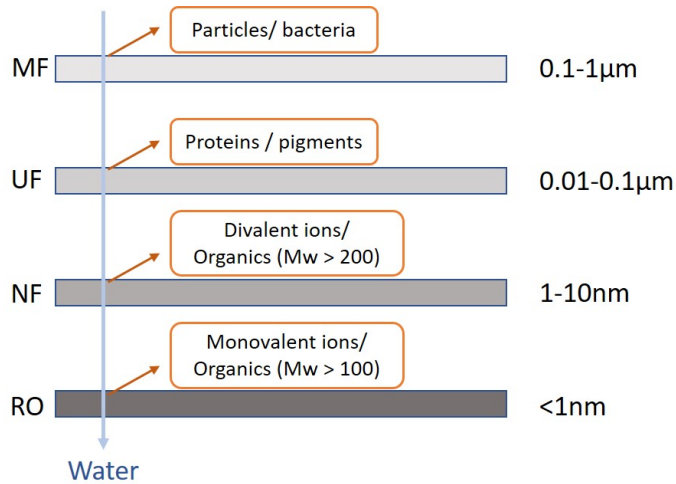 Particles/ bacteria
MF
0.1-1μm
Proteins / pigments
UF
0.01-0.1μm
Divalent ions/
Organics (Mw > 200)
NF
1-10nm
Monovalent ions/
Organics (Mw > 100)
RO
<1nm
Water